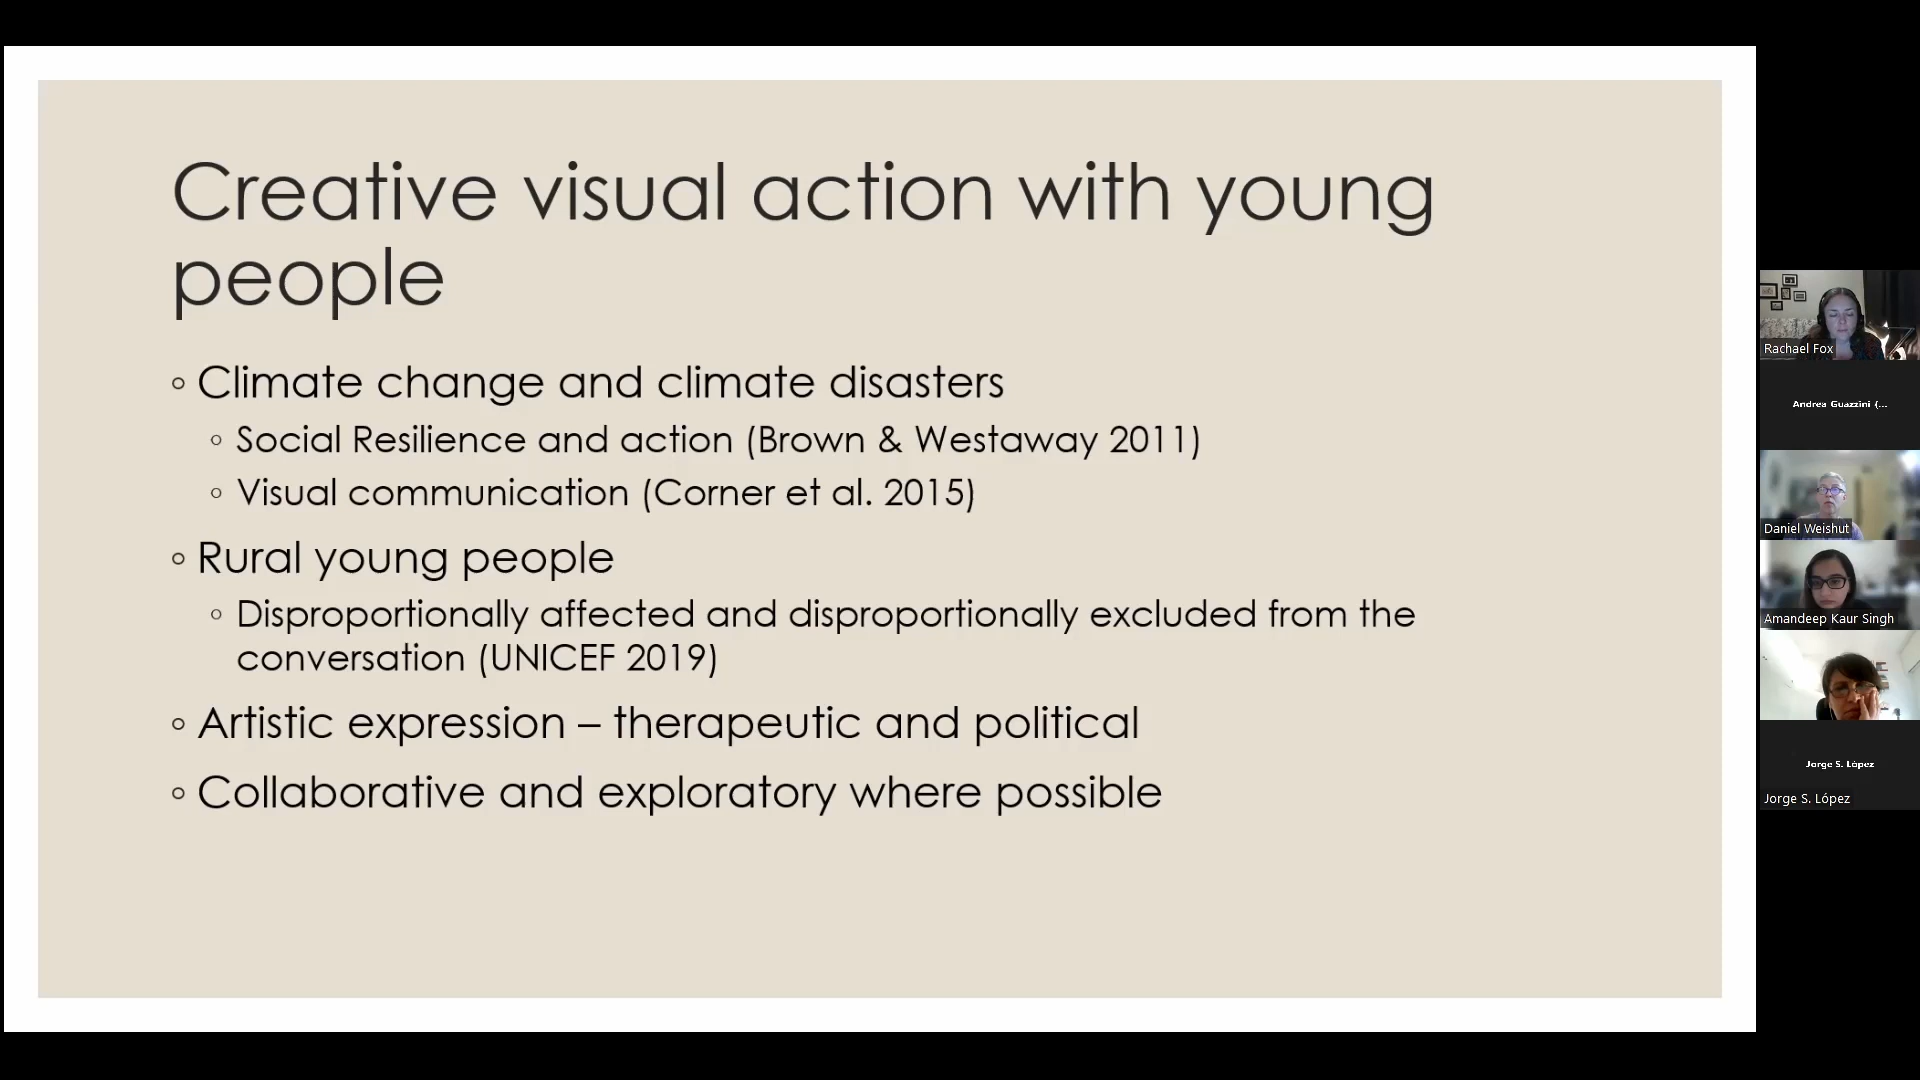 Creative visual action with young
people
◦ Climate change and climate disasters
◦ Social Resilience and action (Brown & Westaway 2011)
◦ Visual communication (Corner et al. 2015)
◦ Rural young people
◦ Disproportionally affected and disproportionally excluded from the
conversation (UNICEF 2019)
◦ Artistic expression – therapeutic and political
◦ Collaborative and exploratory where possible
Rachael Fox
Andrea Guazzini (...
Daniel Weishut
Amandeep Kaur Singh
Jorge S. López
Jorge S. López